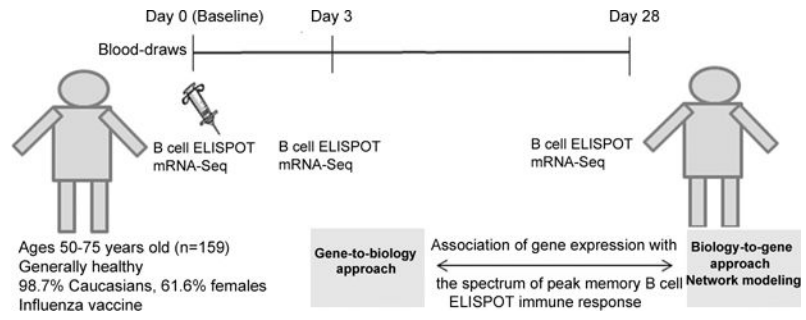 Day 0 (Baseline) Day 3 Day 28
Blood-draws
B cell ELISPOT
mRNA-Seq
B cell ELISPOT
mRNA-Seq
B cell ELISPOT
mRNA-Seq
Ages 50-75 years old (n=159)
Generally healthy
98.7% Caucasians, 61.6% females
Influenza vaccine
Gene-to-biology
approach
Association of gene expression with
the spectrum of peak memory B cell
ELISPOT immune response
Biology-to-gene
approach
Network modeling